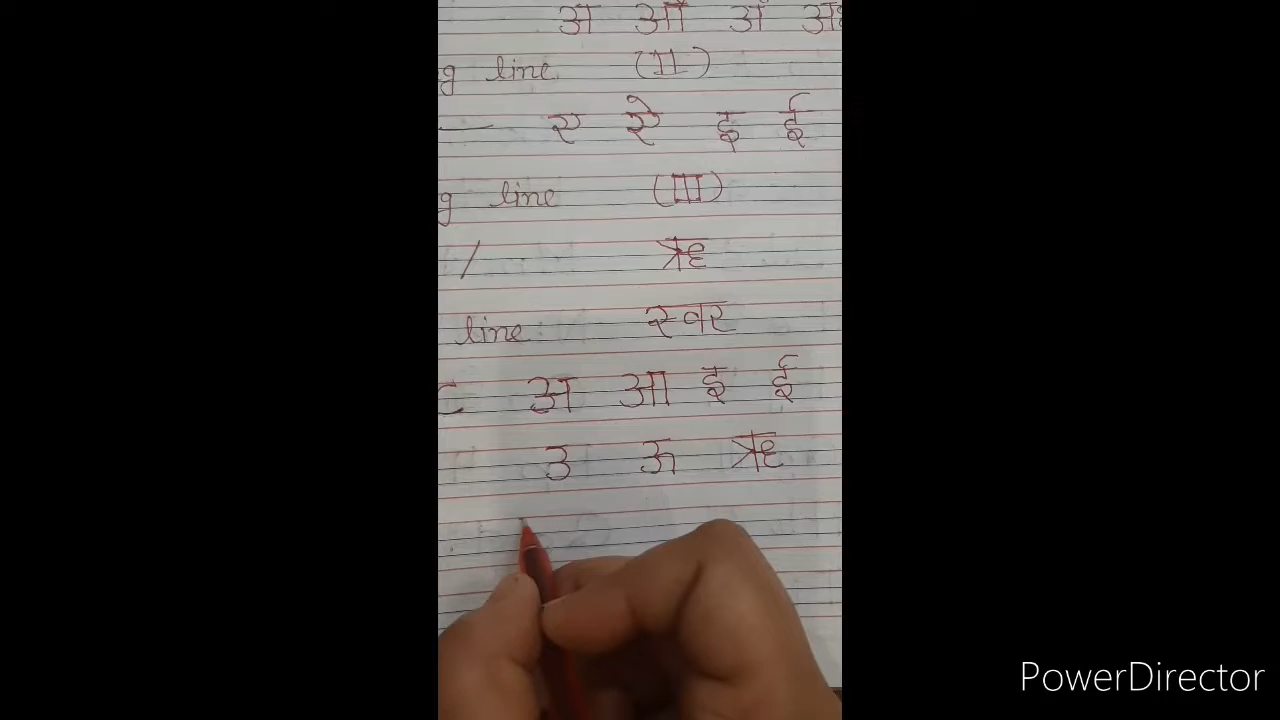 अ ओ अं अः
g line (II)
— ए ऐ इ ई
g line (III)
/ ऋ
line स्वर
c अ आ इ ई
उ ऊ ऋ
PowerDirector